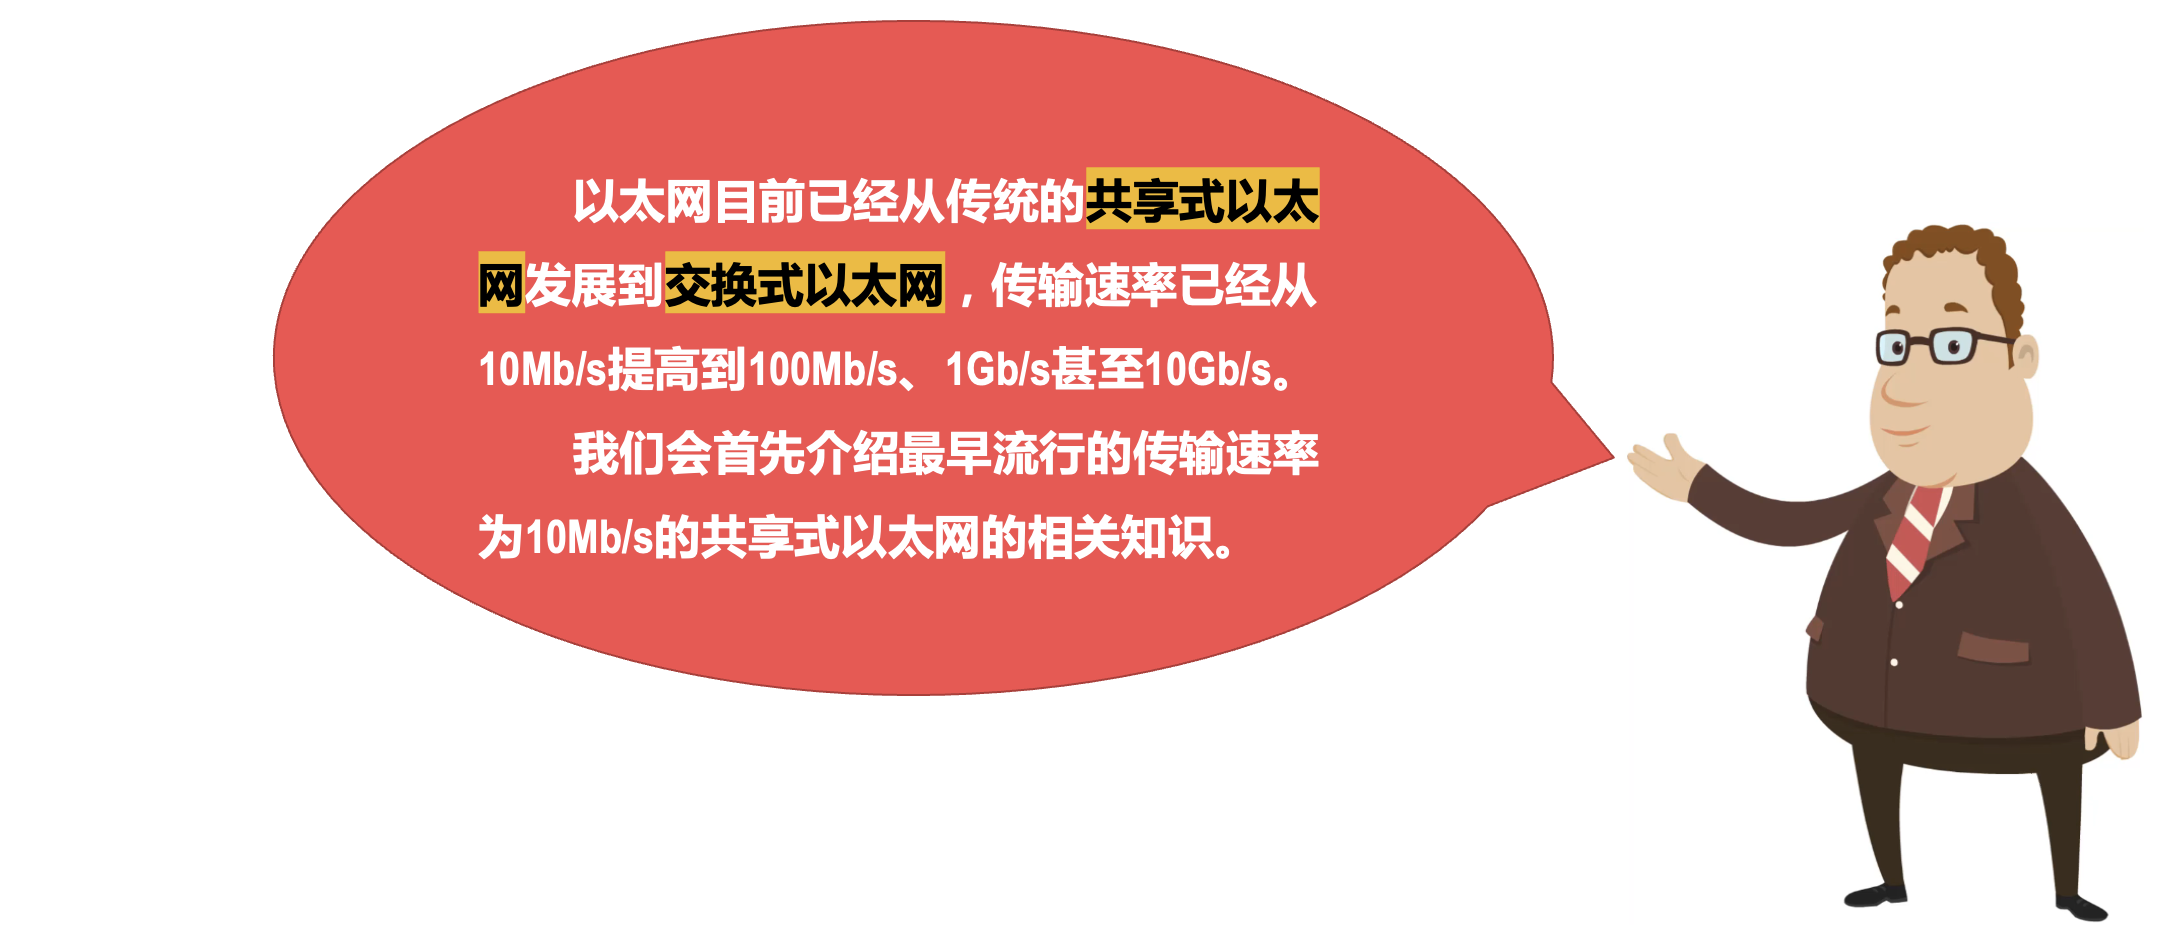 以太网目前已经从传统的共享式以太
网发展到交换式以太网，传输速率已经从
10Mb/s提高到100Mb/s、1Gb/s甚至10Gb/s。
我们会首先介绍最早流行的传输速率
为10Mb/s的共享式以太网的相关知识。